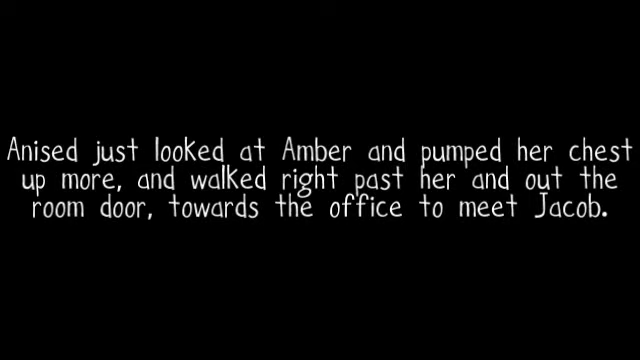 Anised just looked at Amber and pumped her chest
up more, and walked right past her and out the
room door, towards the office to meet Jacob.